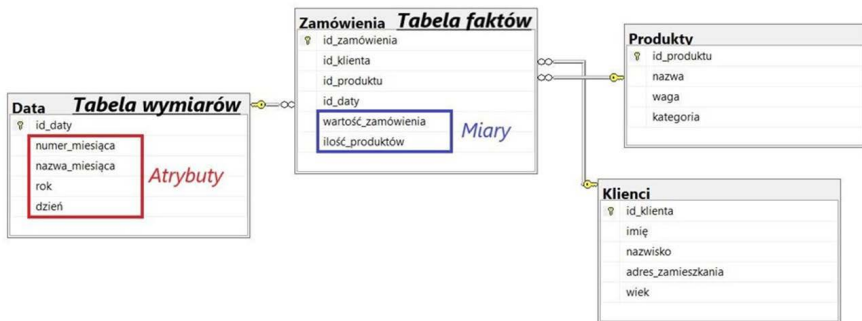 Zamówienia Tabela faktów
id_zamówienia
id_klienta
id_produktu
id_daty
wartość_zamówienia
ilość_produktów
Miary
Produkty
id_produktu
nazwa
waga
kategoria
Data Tabela wymiarów
id_daty
numer_miesiąca
nazwa_miesiąca
rok
dzień
Atrybuty
Klienci
id_klienta
imię
nazwisko
adres_zamieszkania
wiek